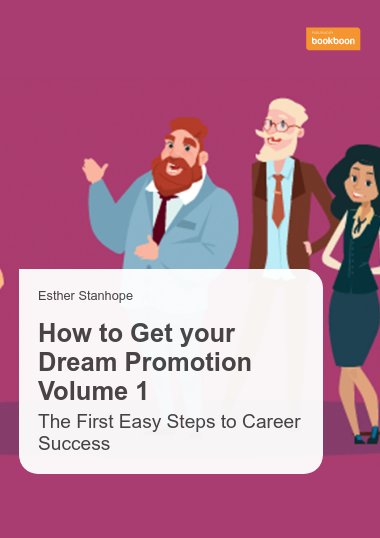 bookboon
Esther Stanhope
How to Get your
Dream Promotion
Volume 1
The First Easy Steps to Career
Success